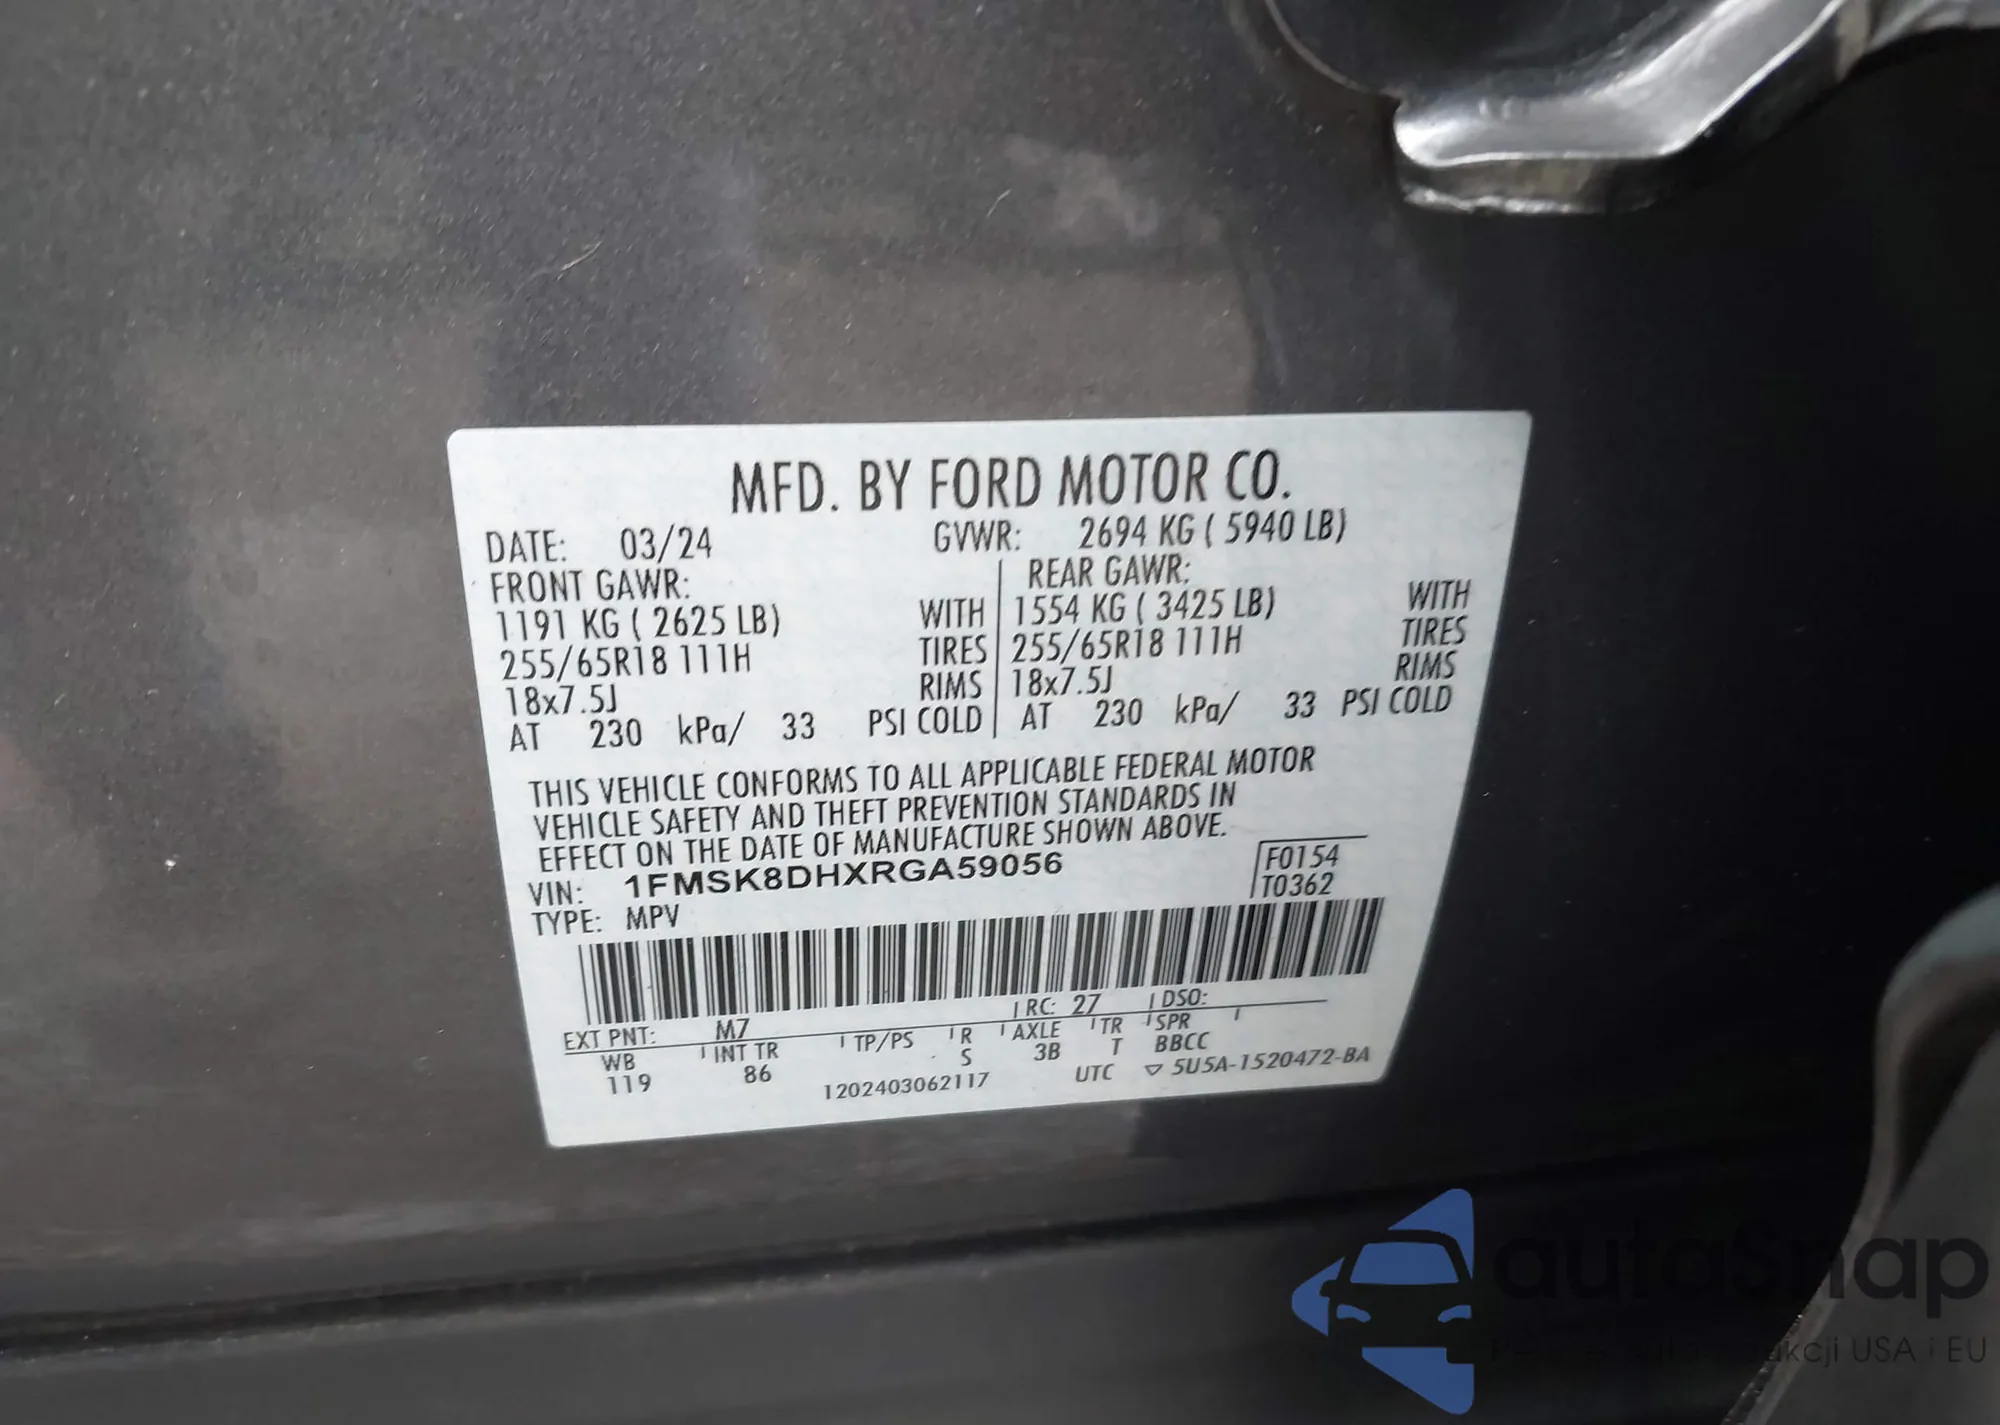 MFD. BY FORD MOTOR CO.
DATE: 03/24 GVWR: 2694 KG ( 5940 LB)
FRONT GAWR: REAR GAWR:
1191 KG ( 2625 LB) WITH 1554 KG ( 3425 LB) WITH
255/65R18 111H TIRES 255/65R18 111H TIRES
18x7.5J RIMS 18x7.5J RIMS
AT 230 kPa/ 33 PSI COLD AT 230 kPa/ 33 PSI COLD
THIS VEHICLE CONFORMS TO ALL APPLICABLE FEDERAL MOTOR
VEHICLE SAFETY AND THEFT PREVENTION STANDARDS IN
EFFECT ON THE DATE OF MANUFACTURE SHOWN ABOVE.
VIN: 1FMSK8DHXRGA59056 F0154
TYPE: MPV T0362
EXT PNT: M7 RC: 27 DSO:
WB INT TR TP/PS R AXLE TR SPR
119 86 S 3B T BBCC
1202403062117 UTC ▽ 5U5A-1520472-BA
autaSnap
USA i EU